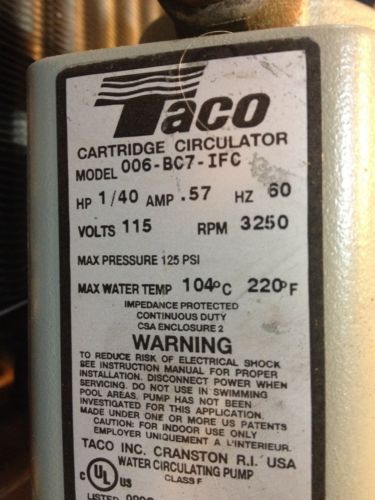 Taco
CARTRIDGE CIRCULATOR
MODEL 006-BC7-IFC
HP 1/40 AMP .57 HZ 60
VOLTS 115 RPM 3250
MAX PRESSURE 125 PSI
MAX WATER TEMP 104ºC 220ºF
IMPEDANCE PROTECTED
CONTINUOUS DUTY
CSA ENCLOSURE 2
WARNING
TO REDUCE RISK OF ELECTRICAL SHOCK
SEE INSTRUCTION MANUAL FOR PROPER
INSTALLATION. DISCONNECT POWER WHEN
SERVICING. DO NOT USE IN SWIMMING
POOL AREAS, PUMP HAS NOT BEEN
INVESTIGATED FOR THIS APPLICATION.
MADE UNDER ONE OR MORE US PATENTS
CAUTION: FOR INDOOR USE ONLY
EMPLOYER UNIQUEMENT A L'INTERIEUR.
TACO INC. CRANSTON R.I. USA
C UL US WATER CIRCULATING PUMP
CLASS F
LISTED